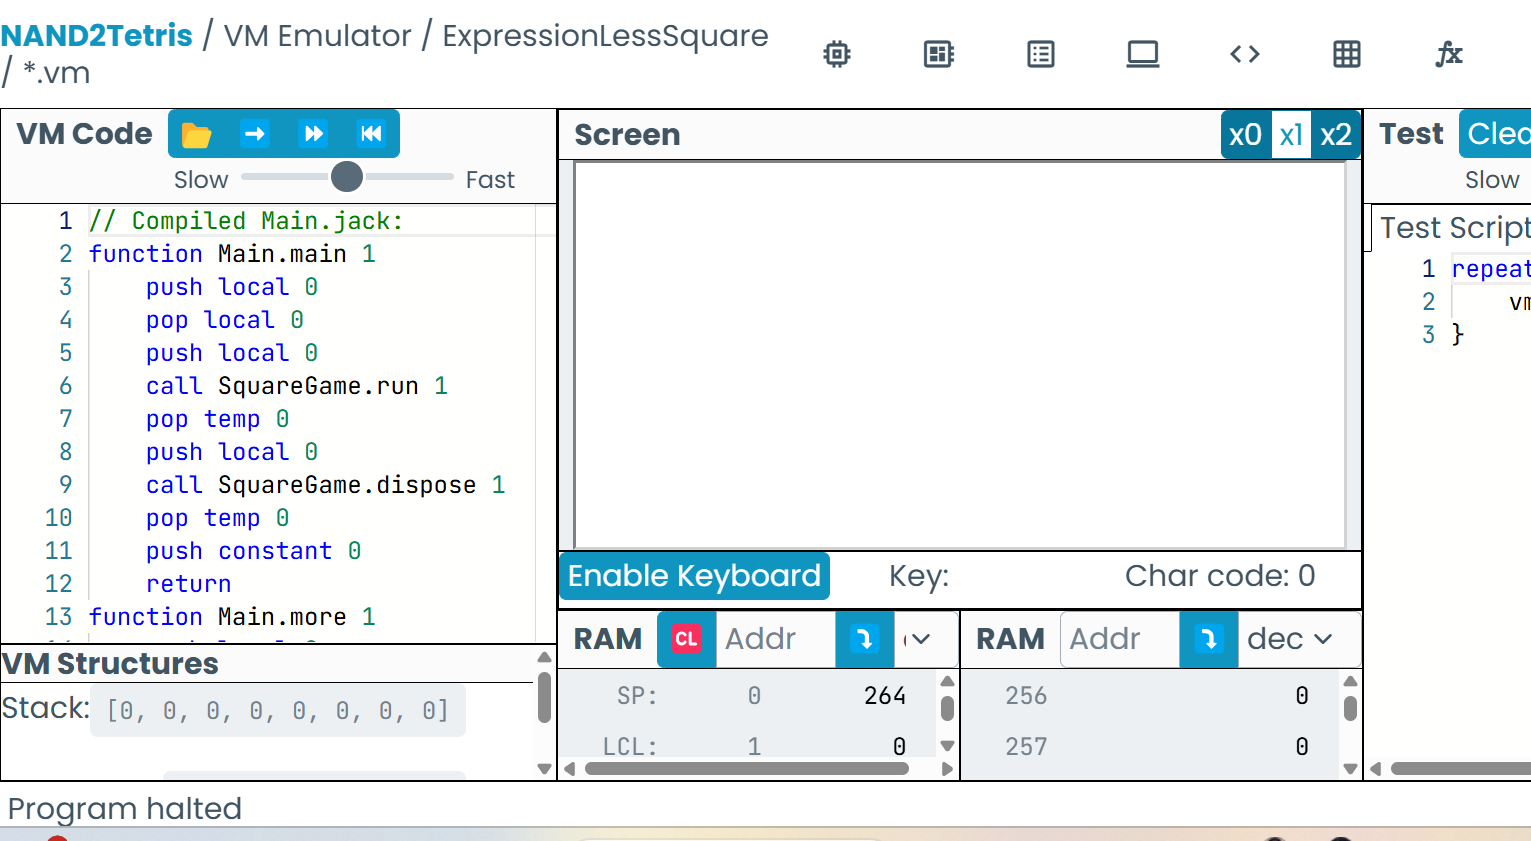 NAND2Tetris / VM Emulator / ExpressionLessSquare
/ *.vm
VM Code
Slow Fast
1 // Compiled Main.jack:
2 function Main.main 1
3 push local 0
4 pop local 0
5 push local 0
6 call SquareGame.run 1
7 pop temp 0
8 push local 0
9 call SquareGame.dispose 1
10 pop temp 0
11 push constant 0
12 return
13 function Main.more 1
VM Structures
Stack: [0, 0, 0, 0, 0, 0, 0, 0]
Screen x0 x1 x2
Enable Keyboard Key: Char code: 0
RAM CL Addr
SP: 0 264
LCL: 1 0
RAM Addr dec
256 0
257 0
Test Clea
Slow
Test Script
1 repeat
2 vm
3 }
Program halted